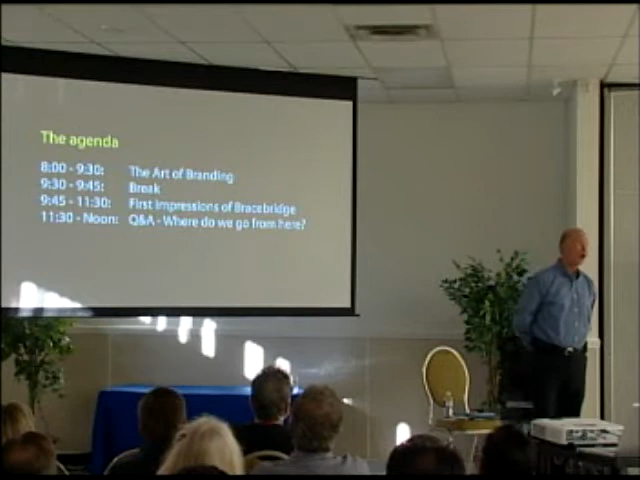 The agenda
8:00 - 9:30: The Art of Branding
9:30 - 9:45: Break
9:45 - 11:30: First Impressions of Bracebridge
11:30 - Noon: Q&A - Where do we go from here?